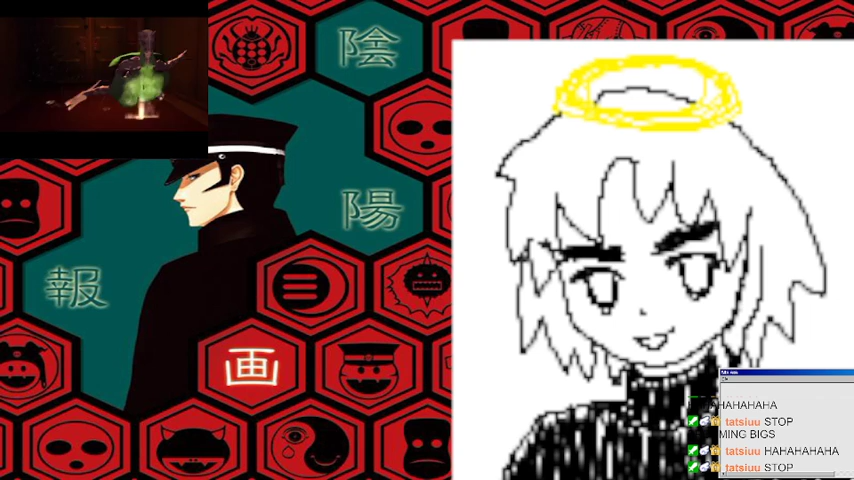 陰
陽
報
画
HAHAHAHA
tatsiuu STOP
MING BIGS
tatsiuu HAHAHAHAHA
tatsiuu STOP